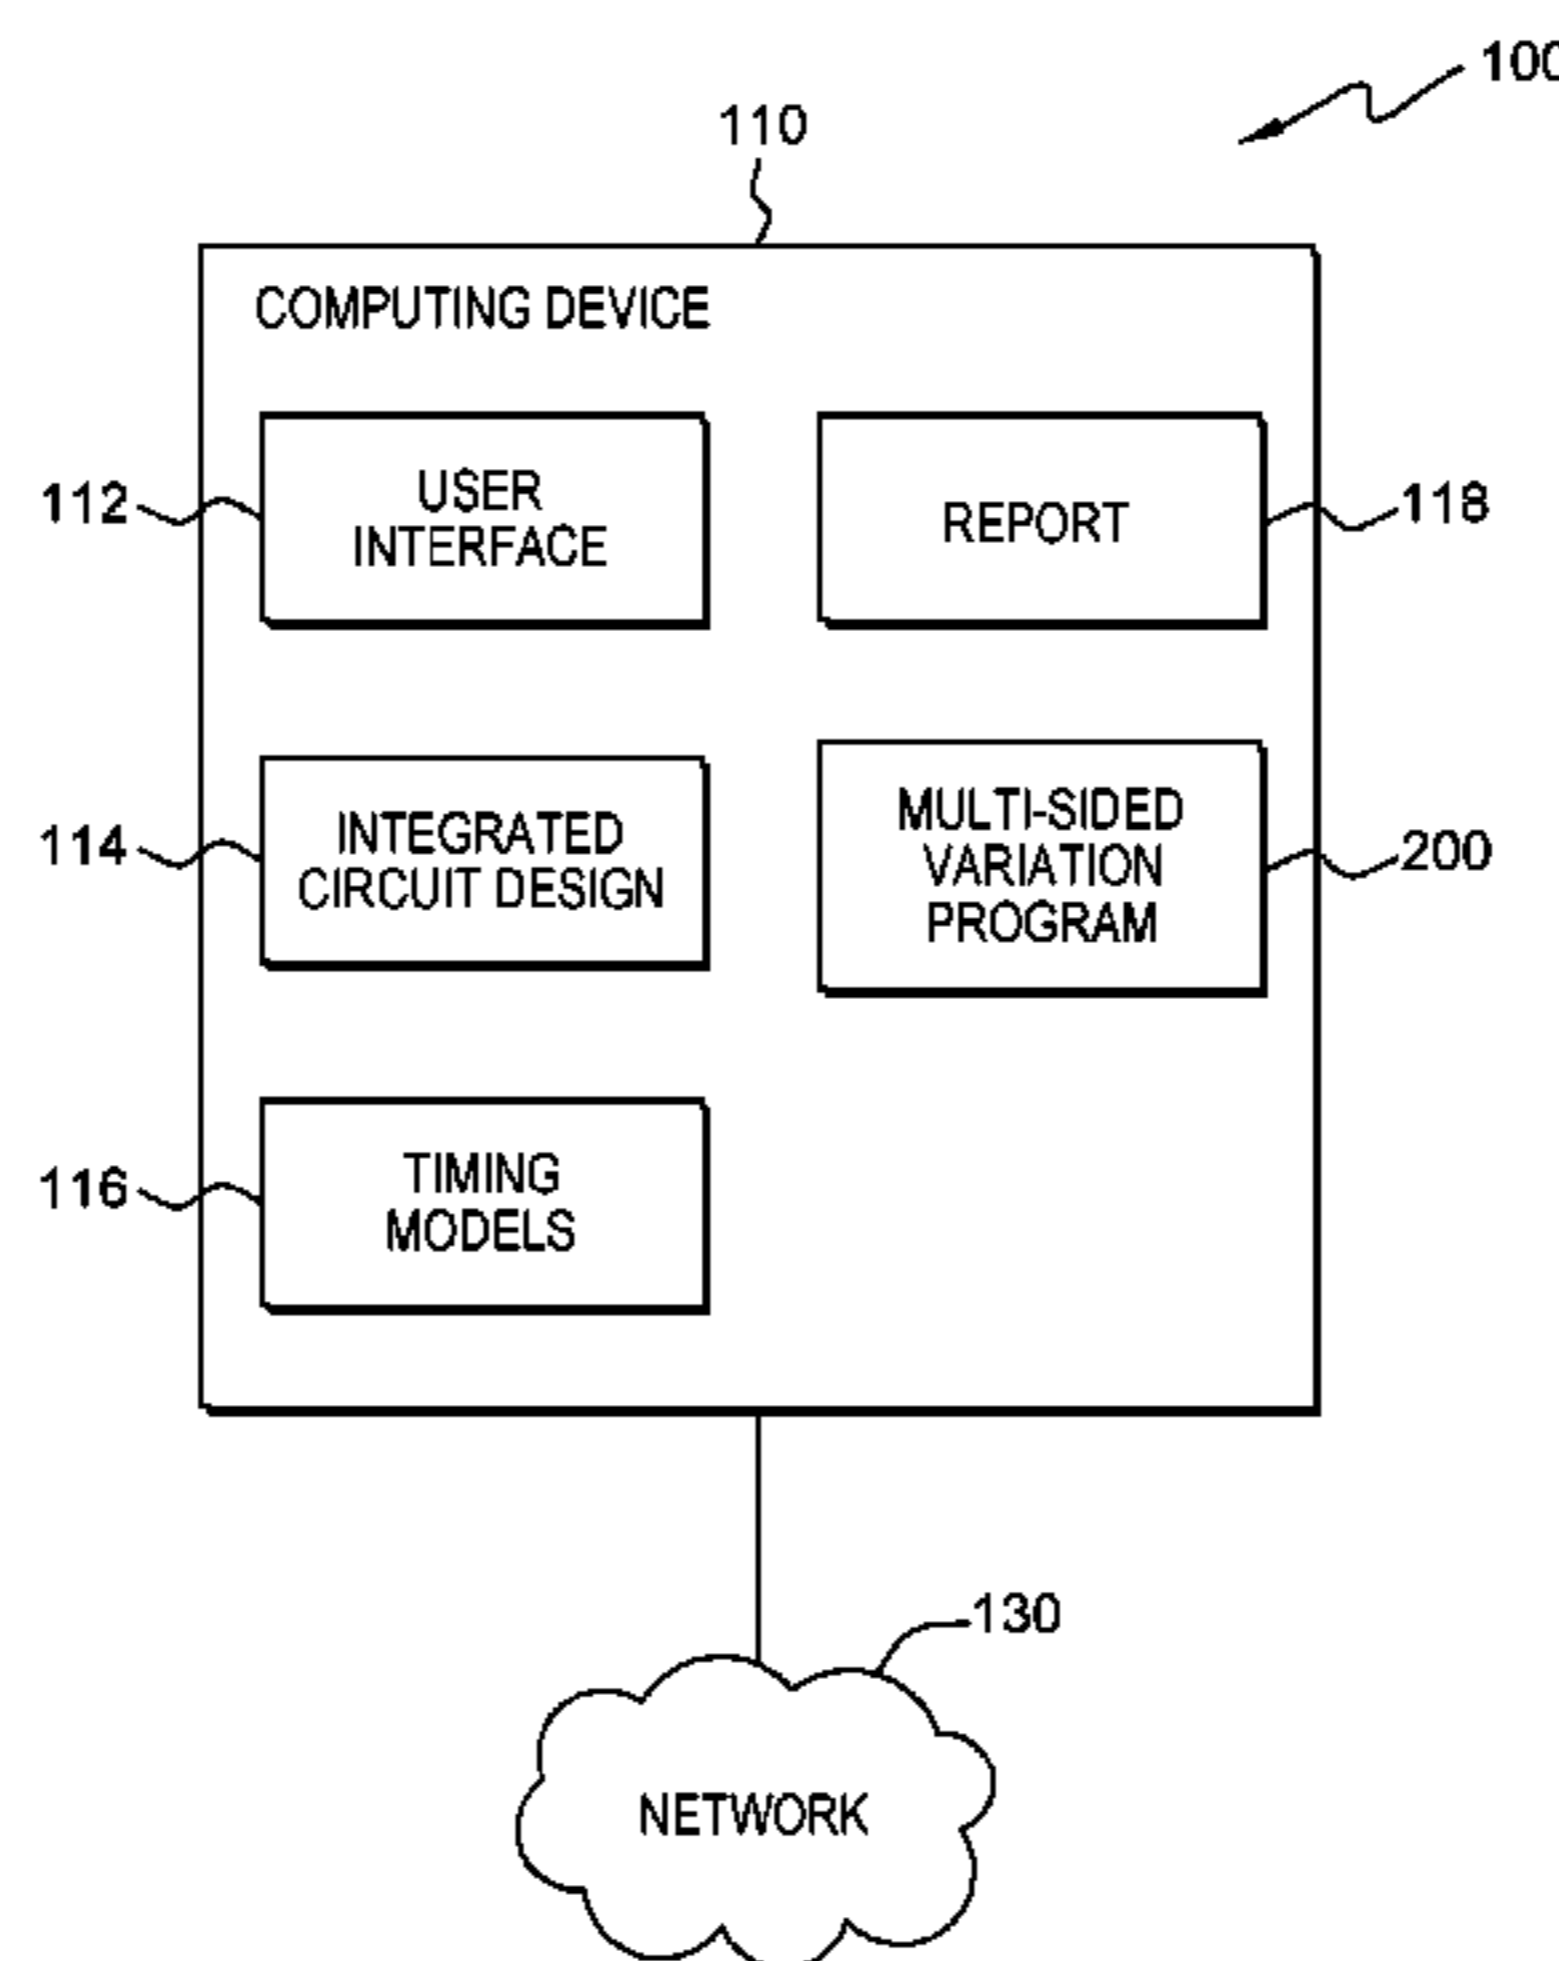 100
110
COMPUTING DEVICE
USER
INTERFACE
112
REPORT
118
INTEGRATED
CIRCUIT DESIGN
114
MULTI-SIDED
VARIATION
PROGRAM
200
TIMING
MODELS
116
130
NETWORK